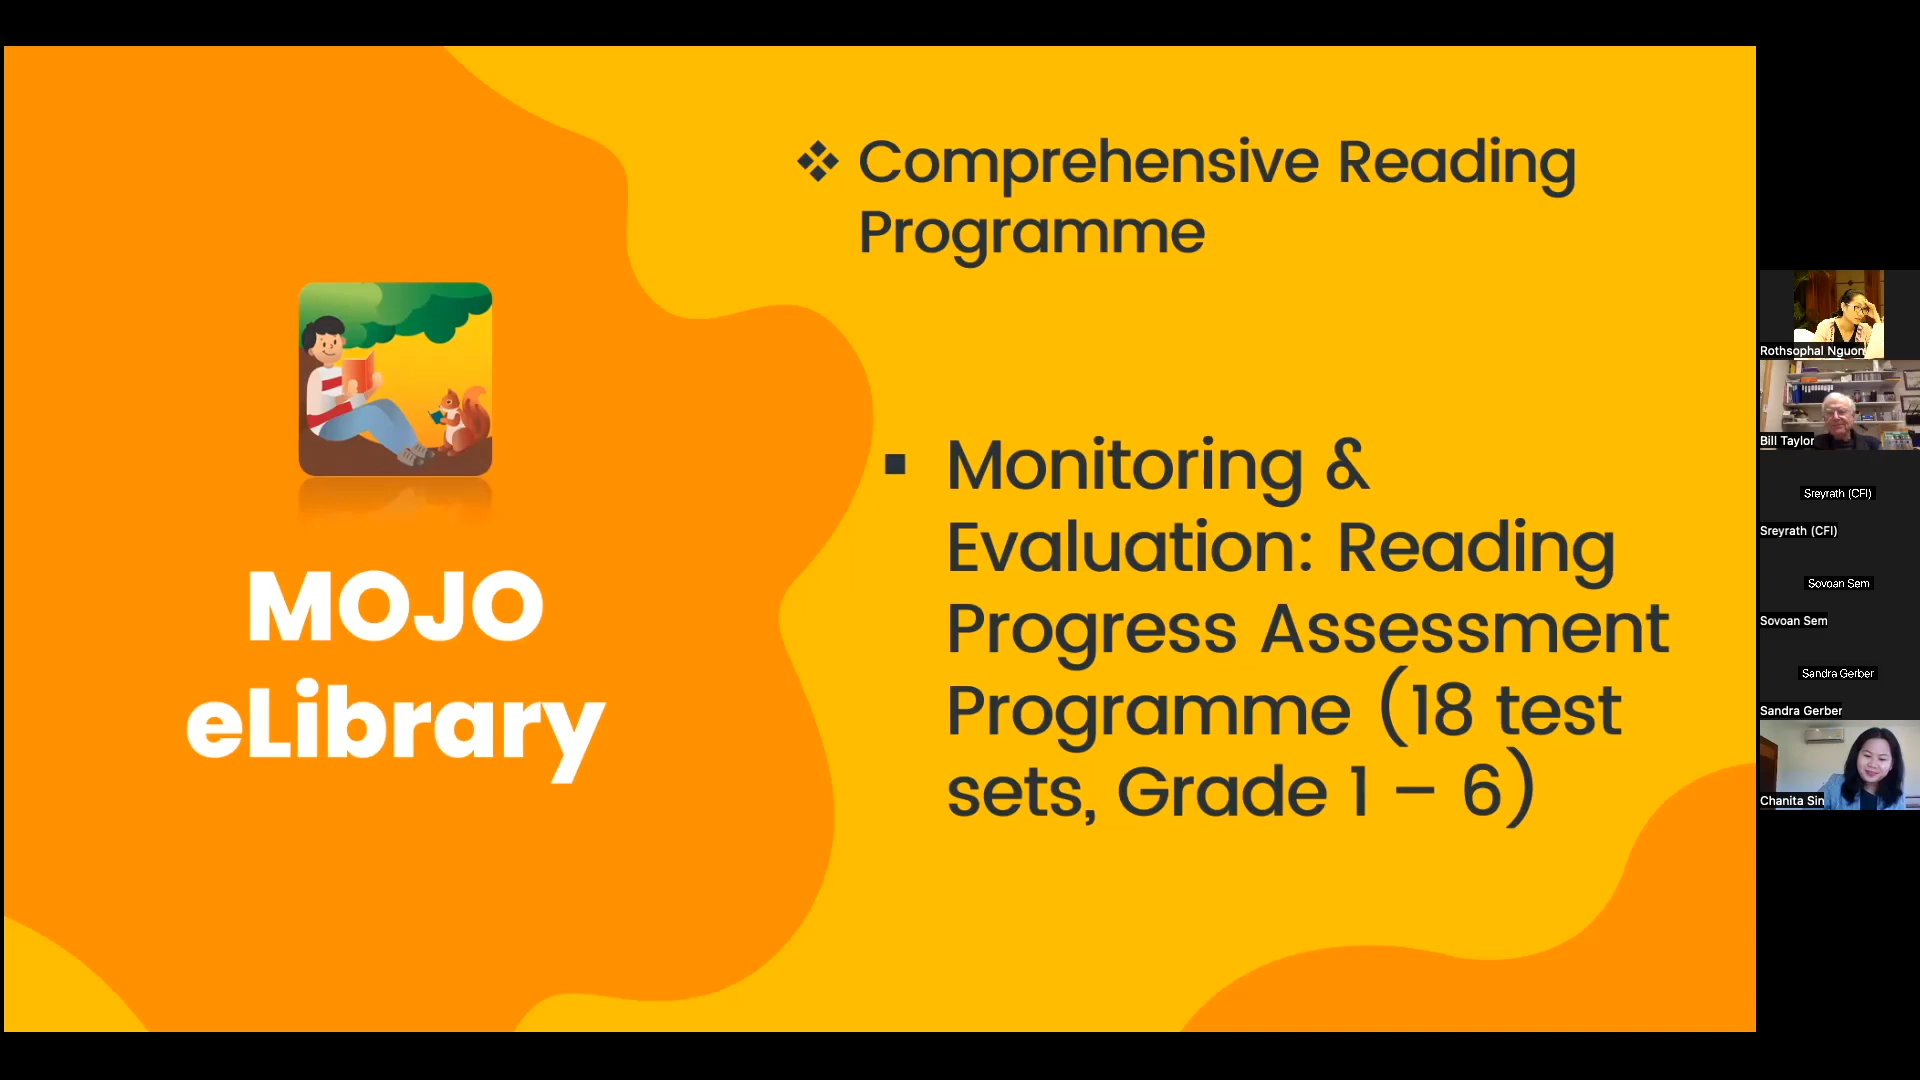 MOJO
eLibrary
❖ Comprehensive Reading
Programme
▪ Monitoring &
Evaluation: Reading
Progress Assessment
Programme (18 test
sets, Grade 1 – 6)
Rothsophal Nguon
Bill Taylor
Sreyrath (CFI)
Sreyrath (CFI)
Sovoan Sem
Sovoan Sem
Sandra Gerber
Sandra Gerber
Chanita Sin